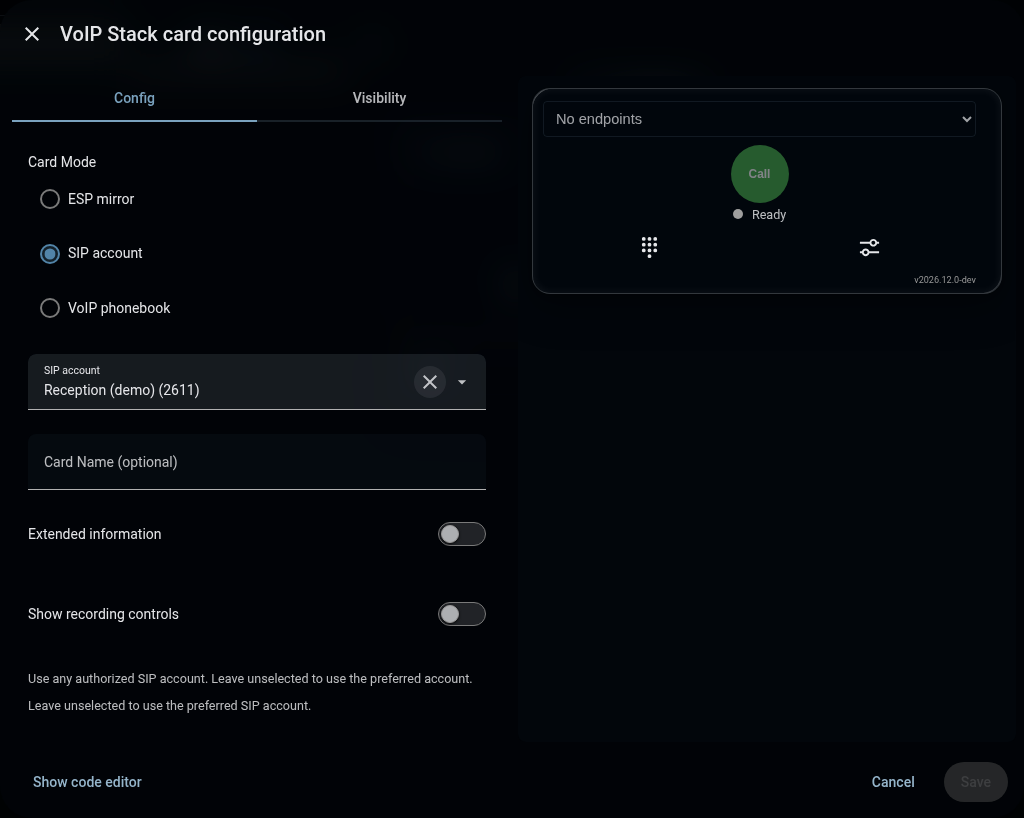 VoIP Stack card configuration
Config
Visibility
Card Mode
ESP mirror
SIP account
VoIP phonebook
SIP account
Reception (demo) (2611)
Card Name (optional)
Extended information
Show recording controls
Use any authorized SIP account. Leave unselected to use the preferred account.
Leave unselected to use the preferred SIP account.
No endpoints
Call
Ready
v2026.12.0-dev
Show code editor
Cancel
Save